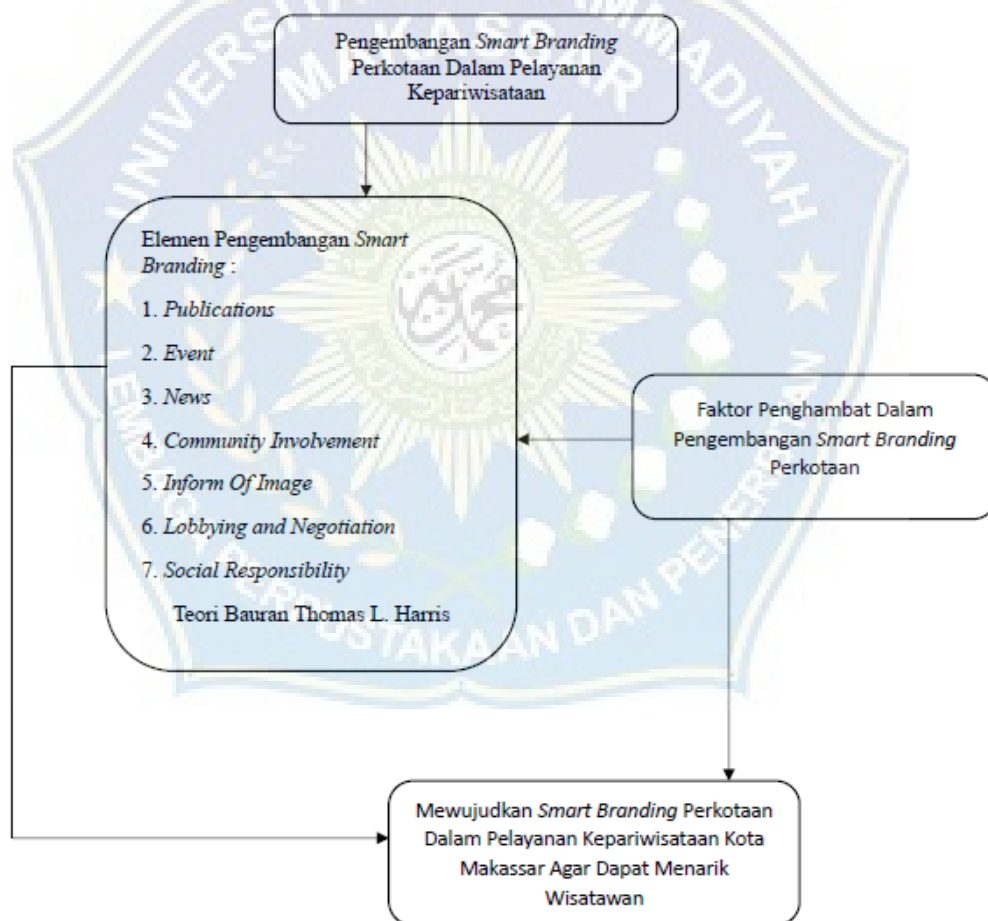 Pengembangan Smart Branding
Perkotaan Dalam Pelayanan
Kepariwisataan
Elemen Pengembangan Smart
Branding :
1. Publications
2. Event
3. News
4. Community Involvement
5. Inform Of Image
6. Lobbying and Negotiation
7. Social Responsibility
Teori Bauran Thomas L. Harris
Faktor Penghambat Dalam
Pengembangan Smart Branding
Perkotaan
Mewujudkan Smart Branding Perkotaan
Dalam Pelayanan Kepariwisataan Kota
Makassar Agar Dapat Menarik
Wisatawan
MAKASSAR